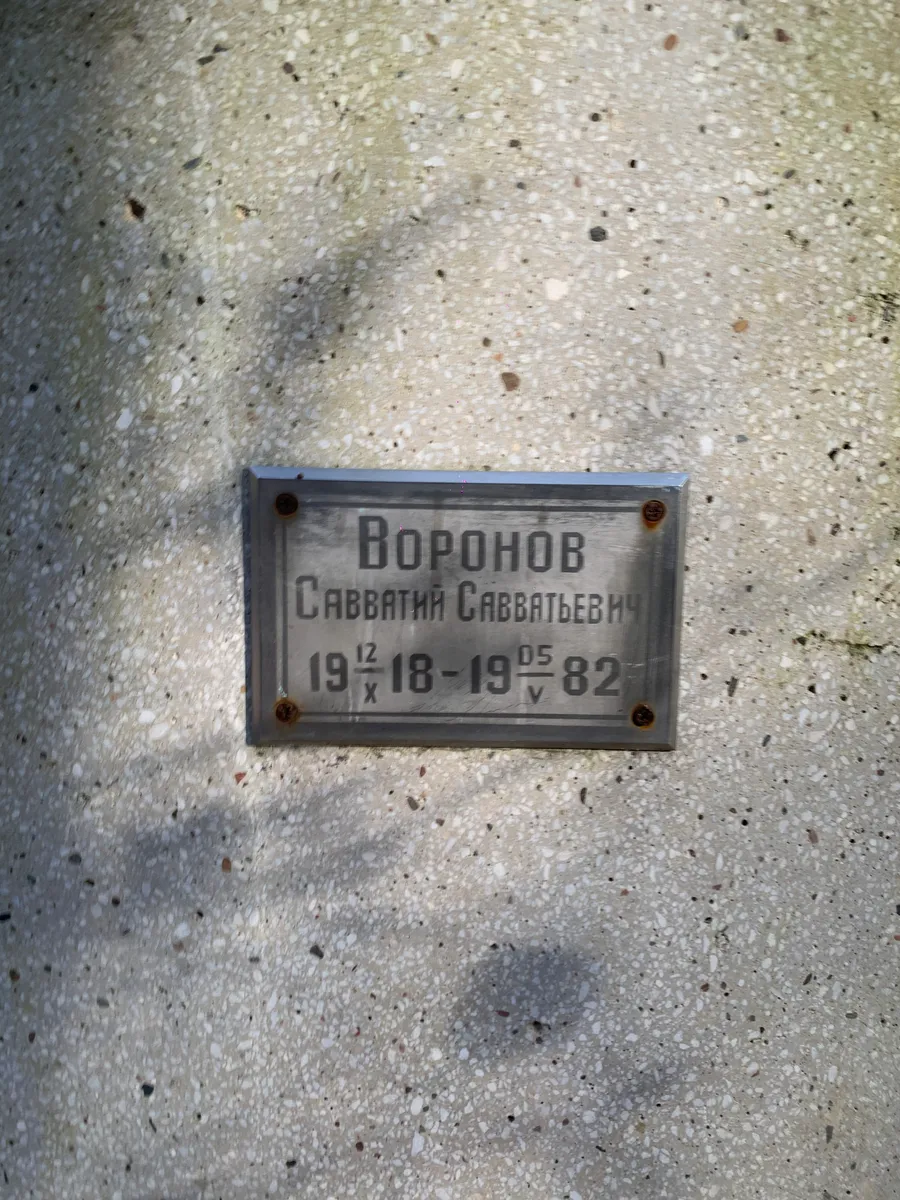 Воронов
Савватий Савватьевич
19 12/X 18 - 19 05/V 82